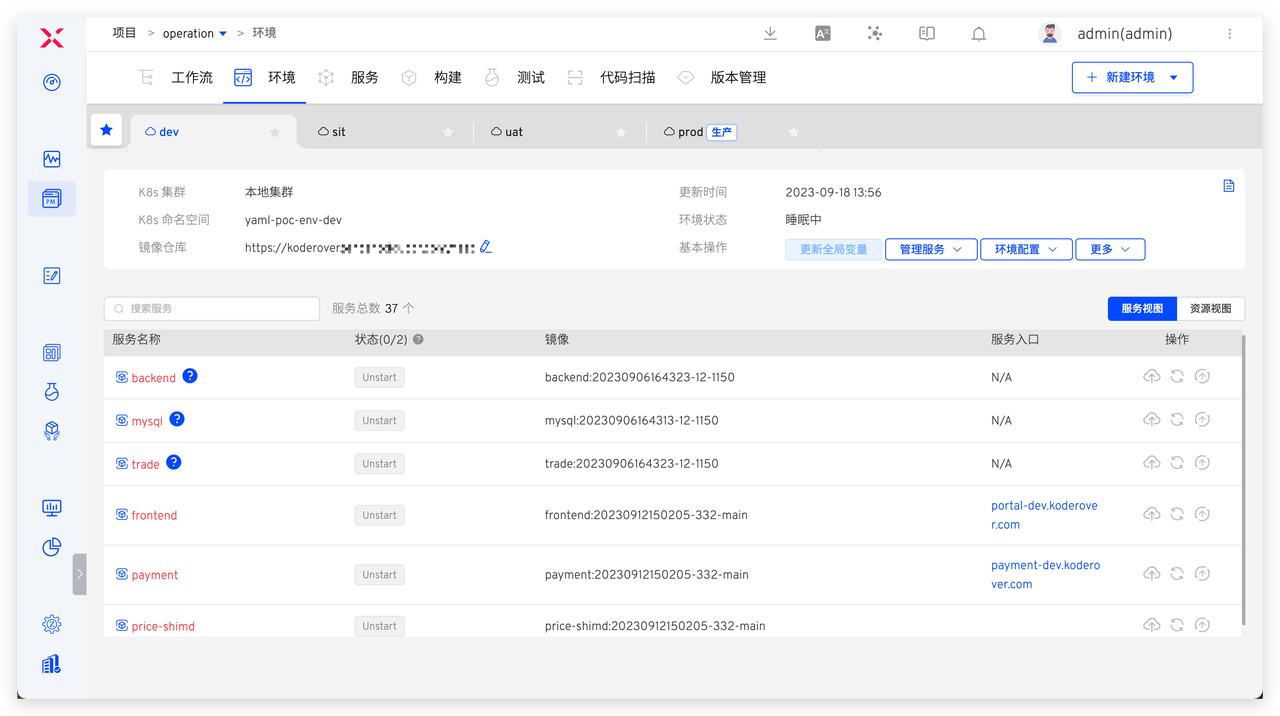 项目 > operation > 环境
admin(admin)
工作流 环境 服务 构建 测试 代码扫描 版本管理
+ 新建环境
dev sit uat prod 生产
K8s 集群 本地集群 更新时间 2023-09-18 13:56
K8s 命名空间 yaml-poc-env-dev 环境状态 睡眠中
镜像仓库 https://koderover 基本操作 更新全局变量 管理服务 环境配置 更多
搜索服务 服务总数 37 个 服务视图 资源视图
服务名称 状态(0/2) 镜像 服务入口 操作
backend Unstart backend:20230906164323-12-1150 N/A
mysql Unstart mysql:20230906164313-12-1150 N/A
trade Unstart trade:20230906164323-12-1150 N/A
frontend Unstart frontend:20230912150205-332-main portal-dev.koderove
r.com
payment Unstart payment:20230912150205-332-main payment-dev.kodero
ver.com
price-shimd Unstart price-shimd:20230912150205-332-main